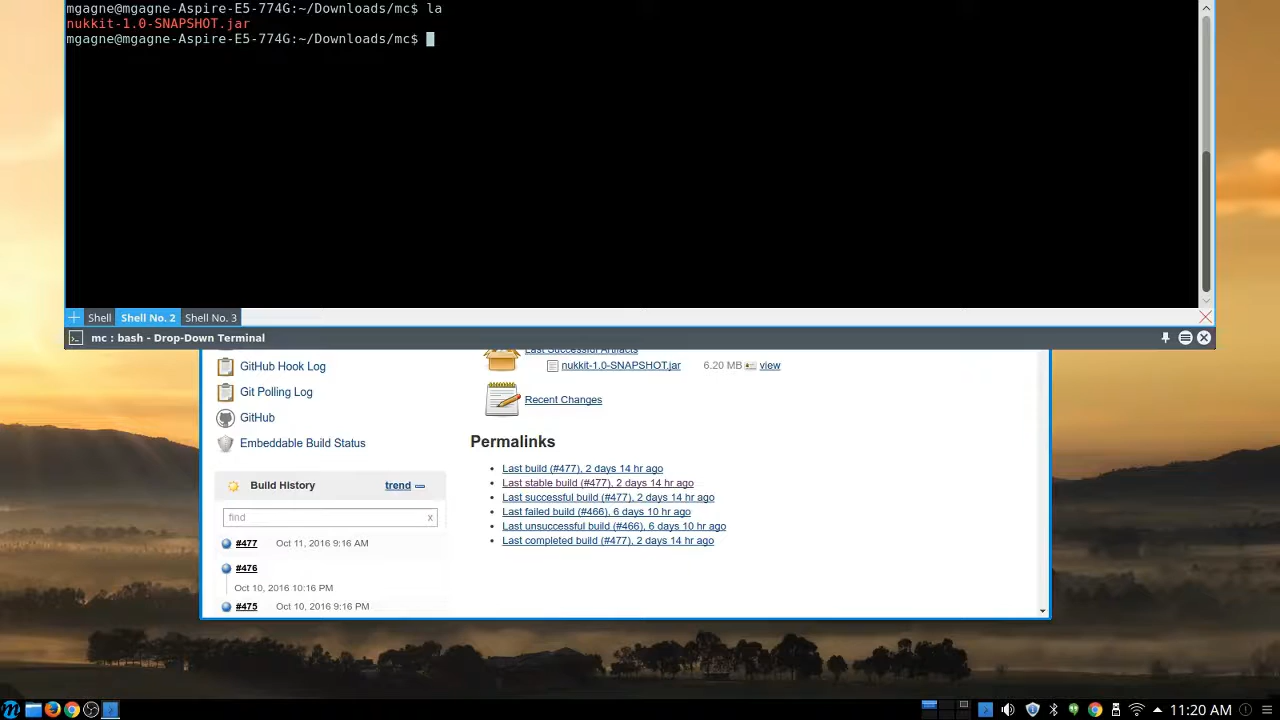 mgagne@mgagne-Aspire-E5-774G:~/Downloads/mc$ la
nukkit-1.0-SNAPSHOT.jar
mgagne@mgagne-Aspire-E5-774G:~/Downloads/mc$
Shell Shell No. 2 Shell No. 3
mc : bash - Drop-Down Terminal
Last Successful Artifacts
GitHub Hook Log
nukkit-1.0-SNAPSHOT.jar 6.20 MB view
Git Polling Log
Recent Changes
GitHub
Embeddable Build Status
Permalinks
Last build (#477), 2 days 14 hr ago
Last stable build (#477), 2 days 14 hr ago
Last successful build (#477), 2 days 14 hr ago
Last failed build (#466), 6 days 10 hr ago
Last unsuccessful build (#466), 6 days 10 hr ago
Last completed build (#477), 2 days 14 hr ago
Build History trend
find x
#477 Oct 11, 2016 9:16 AM
#476
Oct 10, 2016 10:16 PM
#475 Oct 10, 2016 9:16 PM
11:20 AM